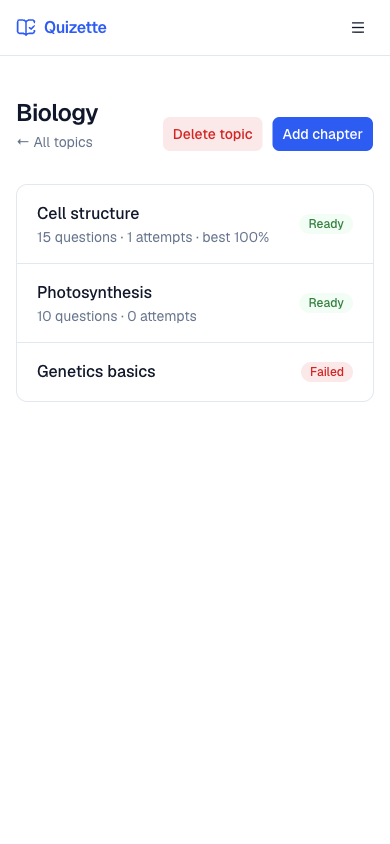 Quizette
Biology
← All topics
Delete topic
Add chapter
Cell structure
15 questions · 1 attempts · best 100%
Ready
Photosynthesis
10 questions · 0 attempts
Ready
Genetics basics
Failed